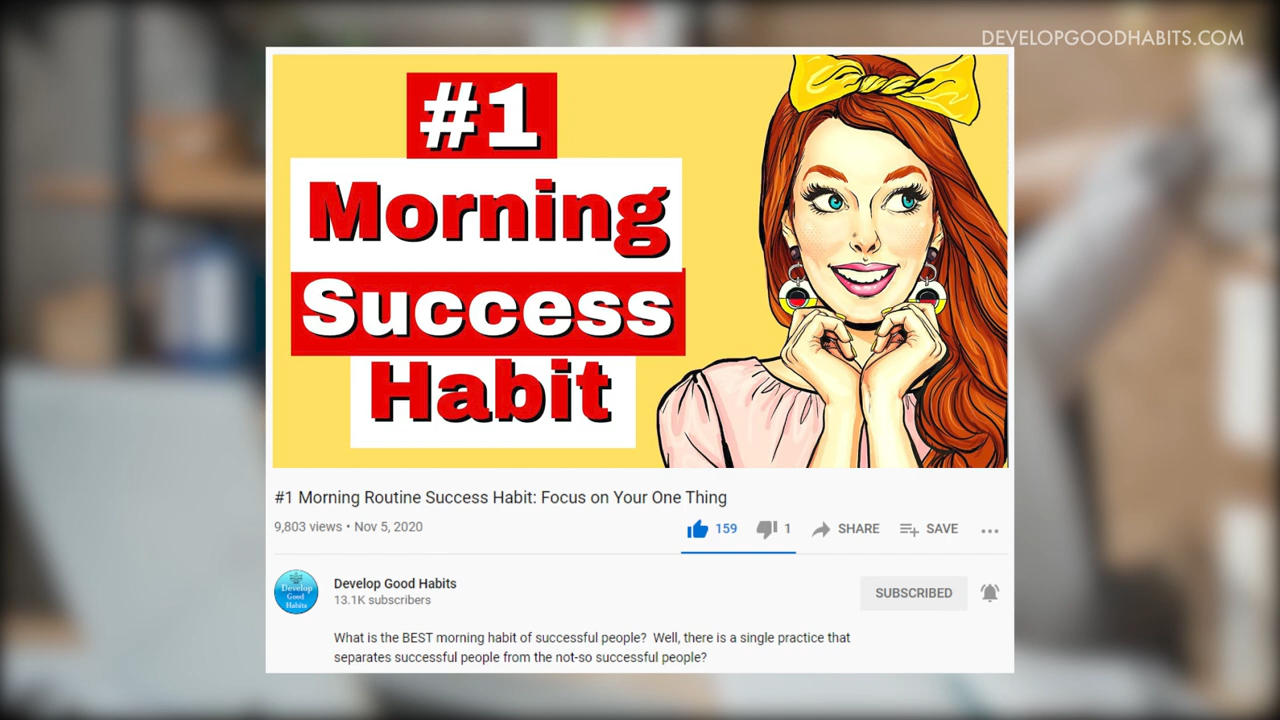 DEVELOPGOODHABITS.COM
#1
Morning
Success
Habit
#1 Morning Routine Success Habit: Focus on Your One Thing
9,803 views • Nov 5, 2020
159
1
SHARE
SAVE
Develop Good Habits
13.1K subscribers
SUBSCRIBED
Develop
Good
Habits
What is the BEST morning habit of successful people? Well, there is a single practice that
separates successful people from the not-so successful people?